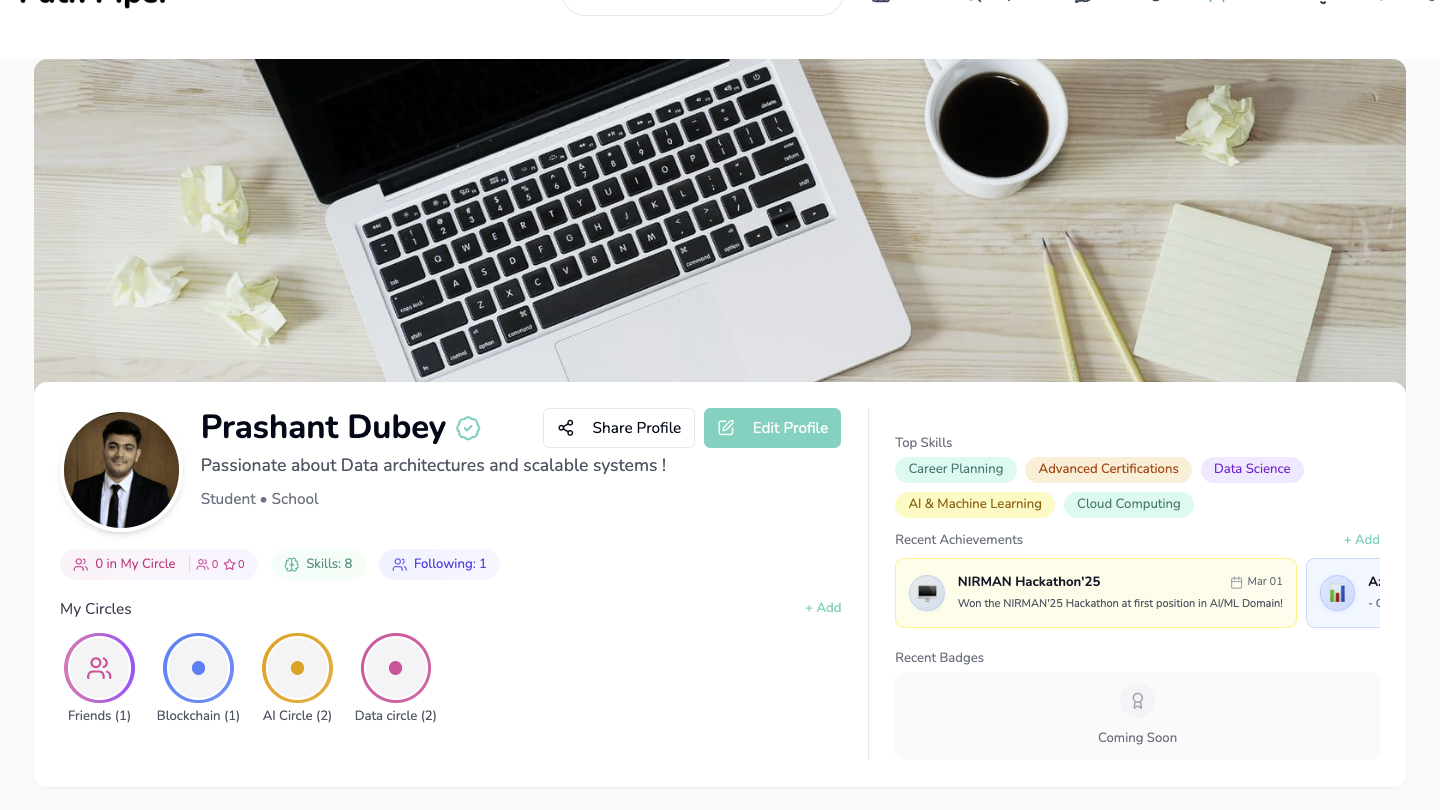 Prashant Dubey
Share Profile
Edit Profile
Passionate about Data architectures and scalable systems !
Student • School
0 in My Circle
0
0
Skills: 8
Following: 1
My Circles
+ Add
Friends (1)
Blockchain (1)
AI Circle (2)
Data circle (2)
Top Skills
Career Planning
Advanced Certifications
Data Science
AI & Machine Learning
Cloud Computing
Recent Achievements
+ Add
NIRMAN Hackathon'25
Mar 01
Won the NIRMAN'25 Hackathon at first position in AI/ML Domain!
Recent Badges
Coming Soon